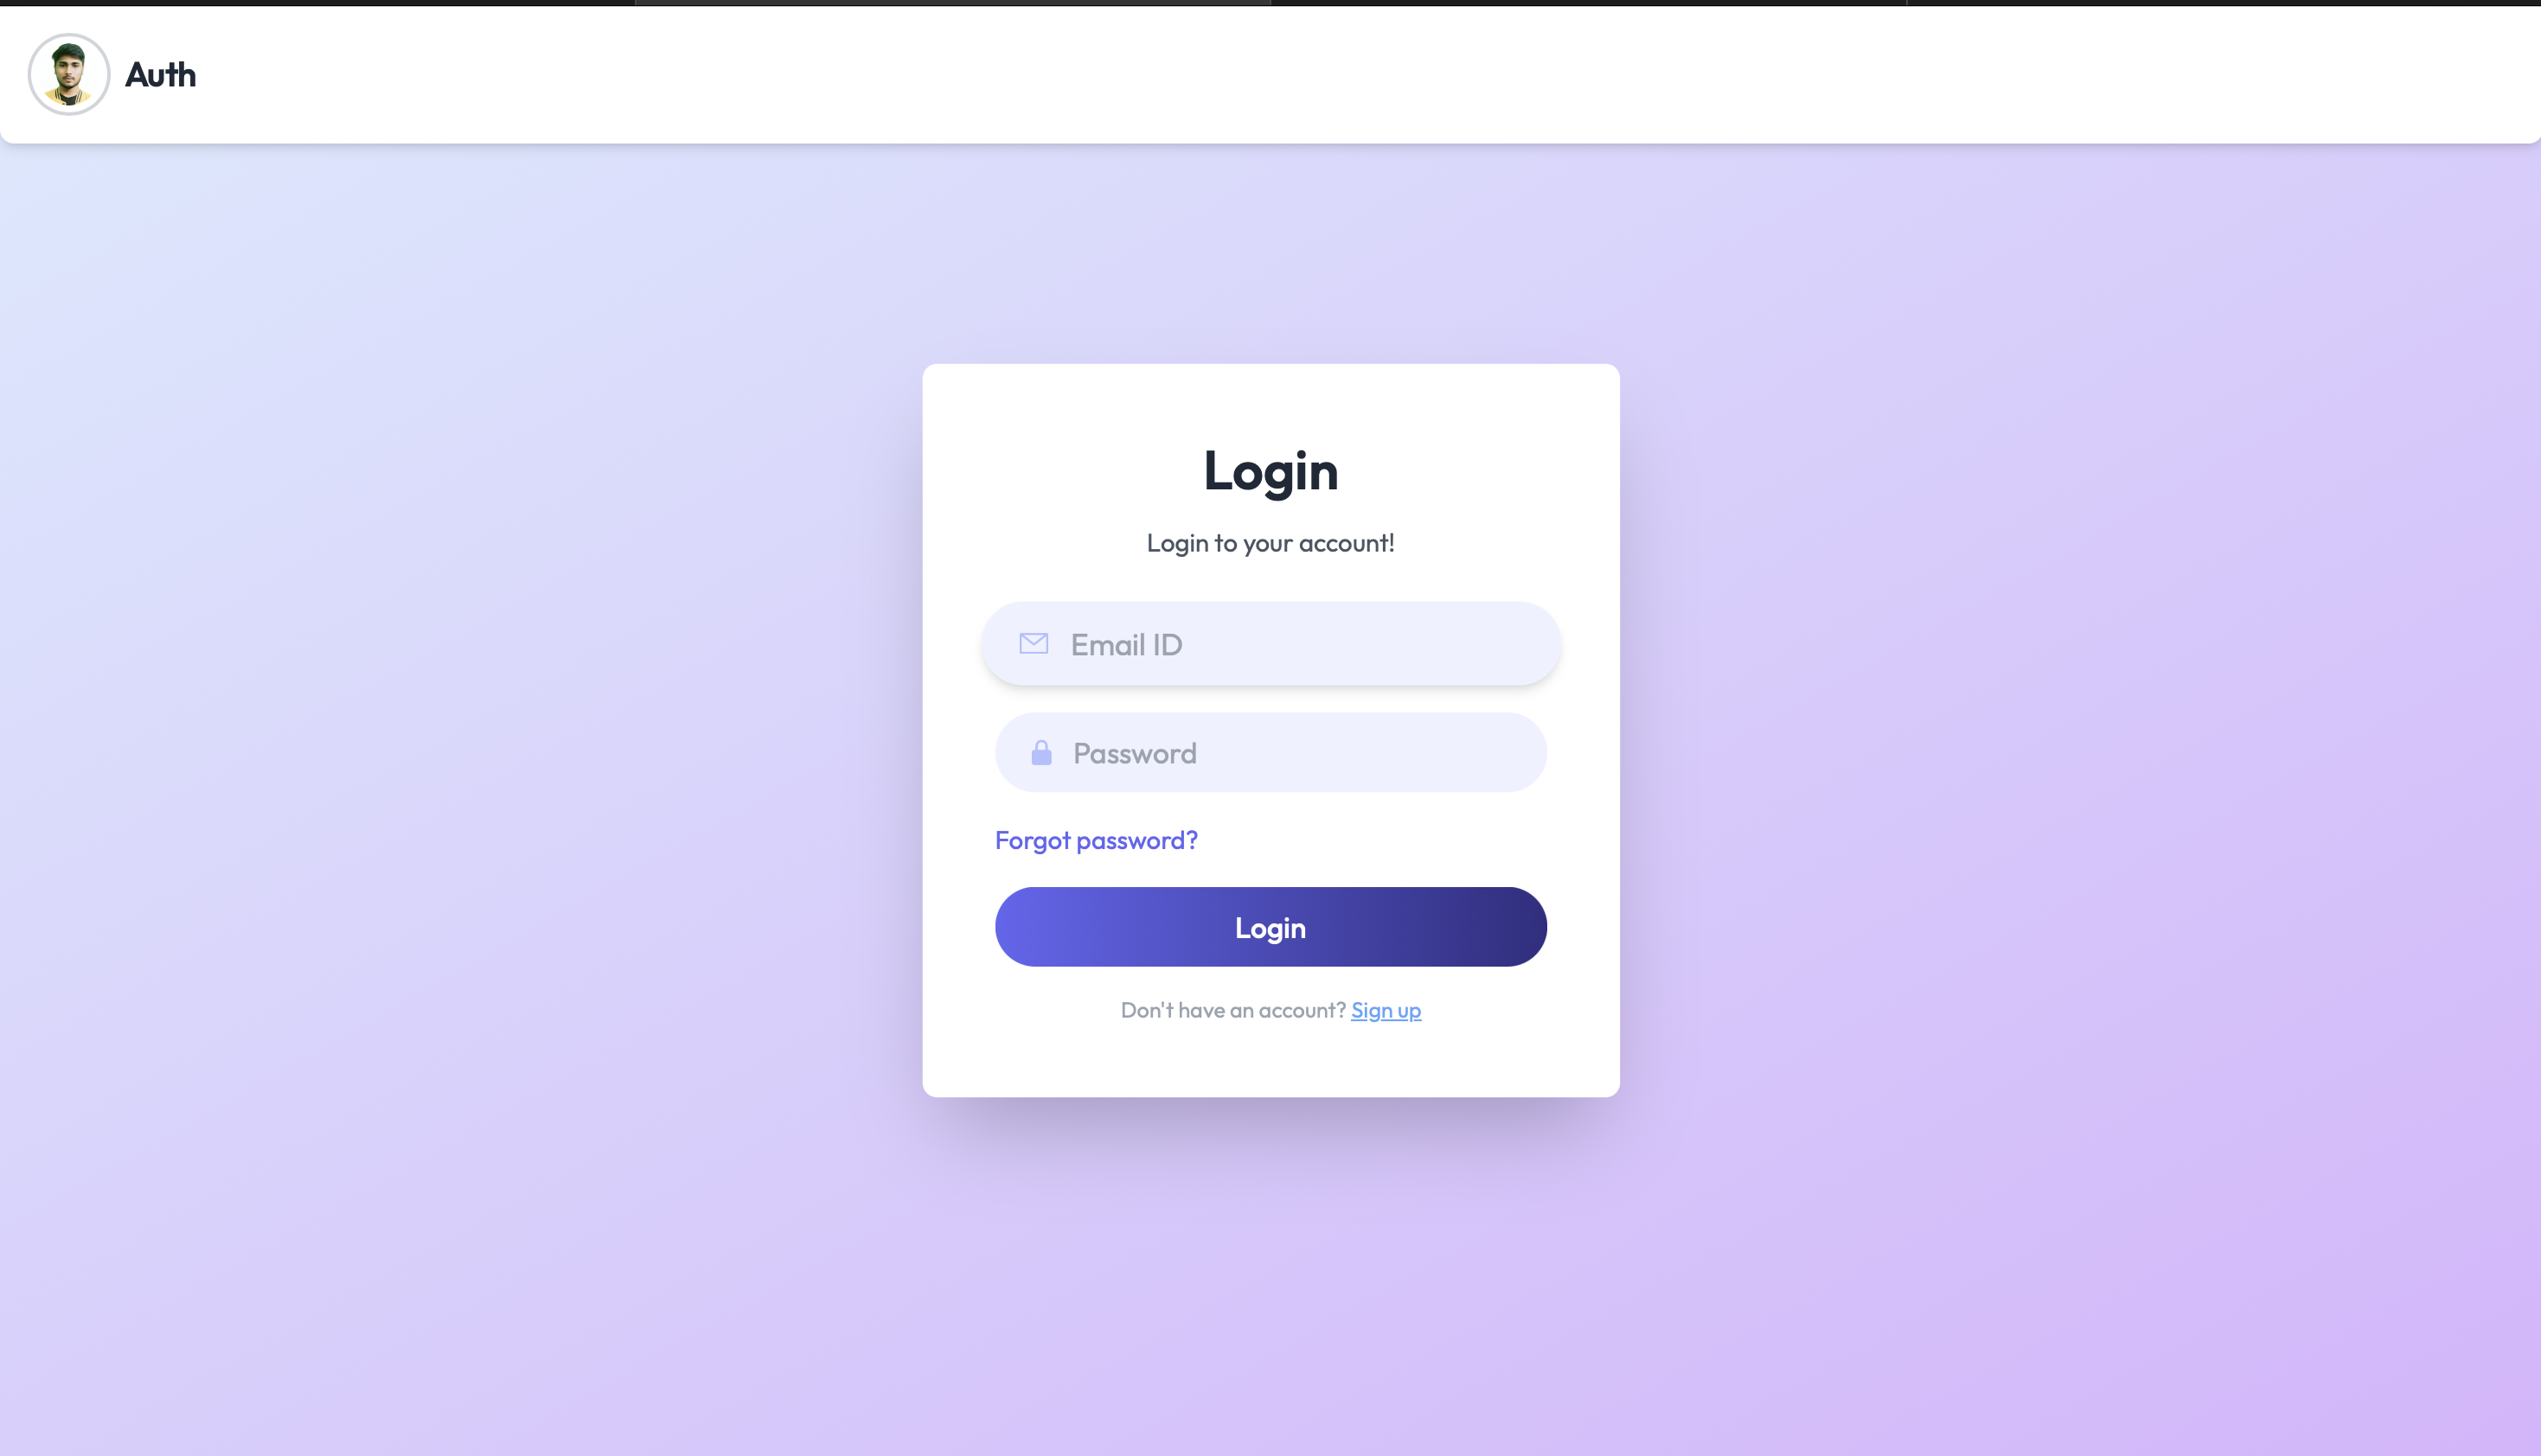 Auth
Login
Login to your account!
Email ID
Password
Forgot password?
Login
Don't have an account? Sign up